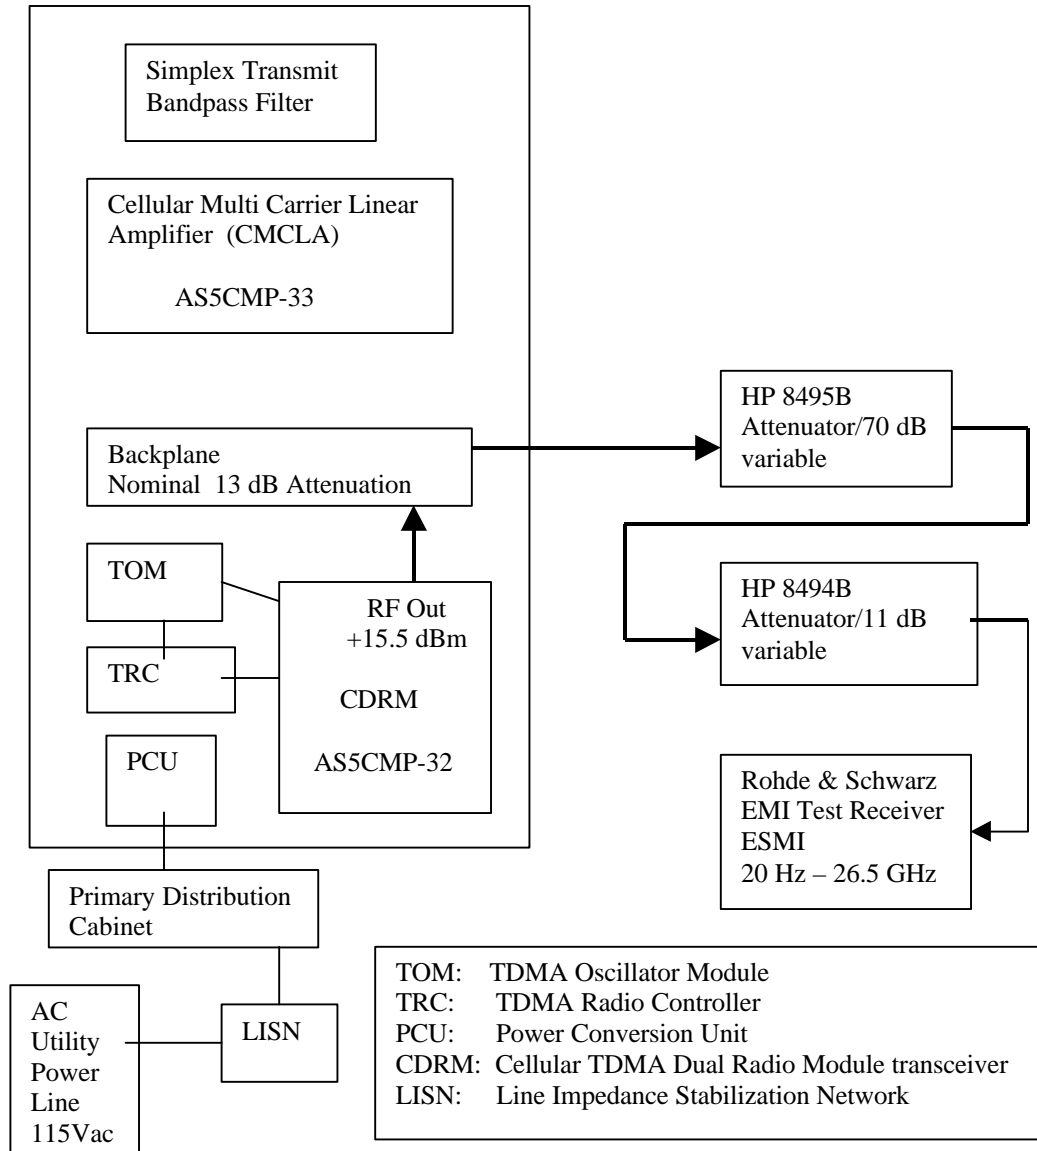 Simplex Transmit
Bandpass Filter
Cellular Multi Carrier Linear
Amplifier (CMCLA)
AS5CMP-33
Backplane
Nominal 13 dB Attenuation
TOM
TRC
PCU
RF Out
+15.5 dBm
CDRM
AS5CMP-32
HP 8495B
Attenuator/70 dB
variable
HP 8494B
Attenuator/11 dB
variable
Rohde & Schwarz
EMI Test Receiver
ESMI
20 Hz – 26.5 GHz
Primary Distribution
Cabinet
AC
Utility
Power
Line
115Vac
LISN
TOM: TDMA Oscillator Module
TRC: TDMA Radio Controller
PCU: Power Conversion Unit
CDRM: Cellular TDMA Dual Radio Module transceiver
LISN: Line Impedance Stabilization Network